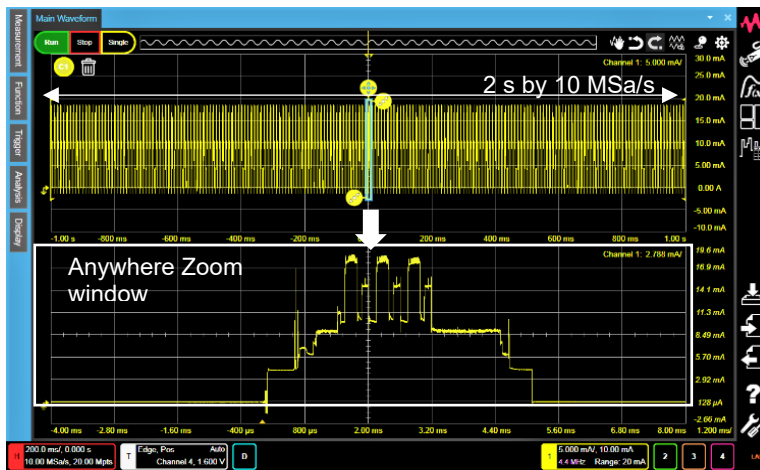 Main Waveform
Measurement
Function
Trigger
Analysis
Display
Run
Stop
Single
C1
Channel 1: 5.000 mA/
2 s by 10 MSa/s
30.0 mA
25.0 mA
20.0 mA
15.0 mA
10.0 mA
5.00 mA
0.00 A
-5.00 mA
-10.0 mA
-1.00 s
-800 ms
-600 ms
-400 ms
-200 ms
200 ms
400 ms
600 ms
800 ms
1.00 s
Anywhere Zoom
window
Channel 1: 2.788 mA/
19.6 mA
16.9 mA
14.1 mA
11.3 mA
8.49 mA
5.70 mA
2.92 mA
128 µA
-2.66 mA
-4.00 ms
-2.80 ms
-1.60 ms
-400 µs
800 µs
2.00 ms
3.20 ms
4.40 ms
5.60 ms
6.80 ms
8.00 ms
1.200 ms/
H
200.0 ms/, 0.000 s
10.00 MSa/s, 20.00 Mpts
T
Edge, Pos
Auto
Channel 4, 1.600 V
D
1
5.000 mA/, 10.00 mA
4.4 MHz
Range: 20 mA
2
3
4
f(x)
?